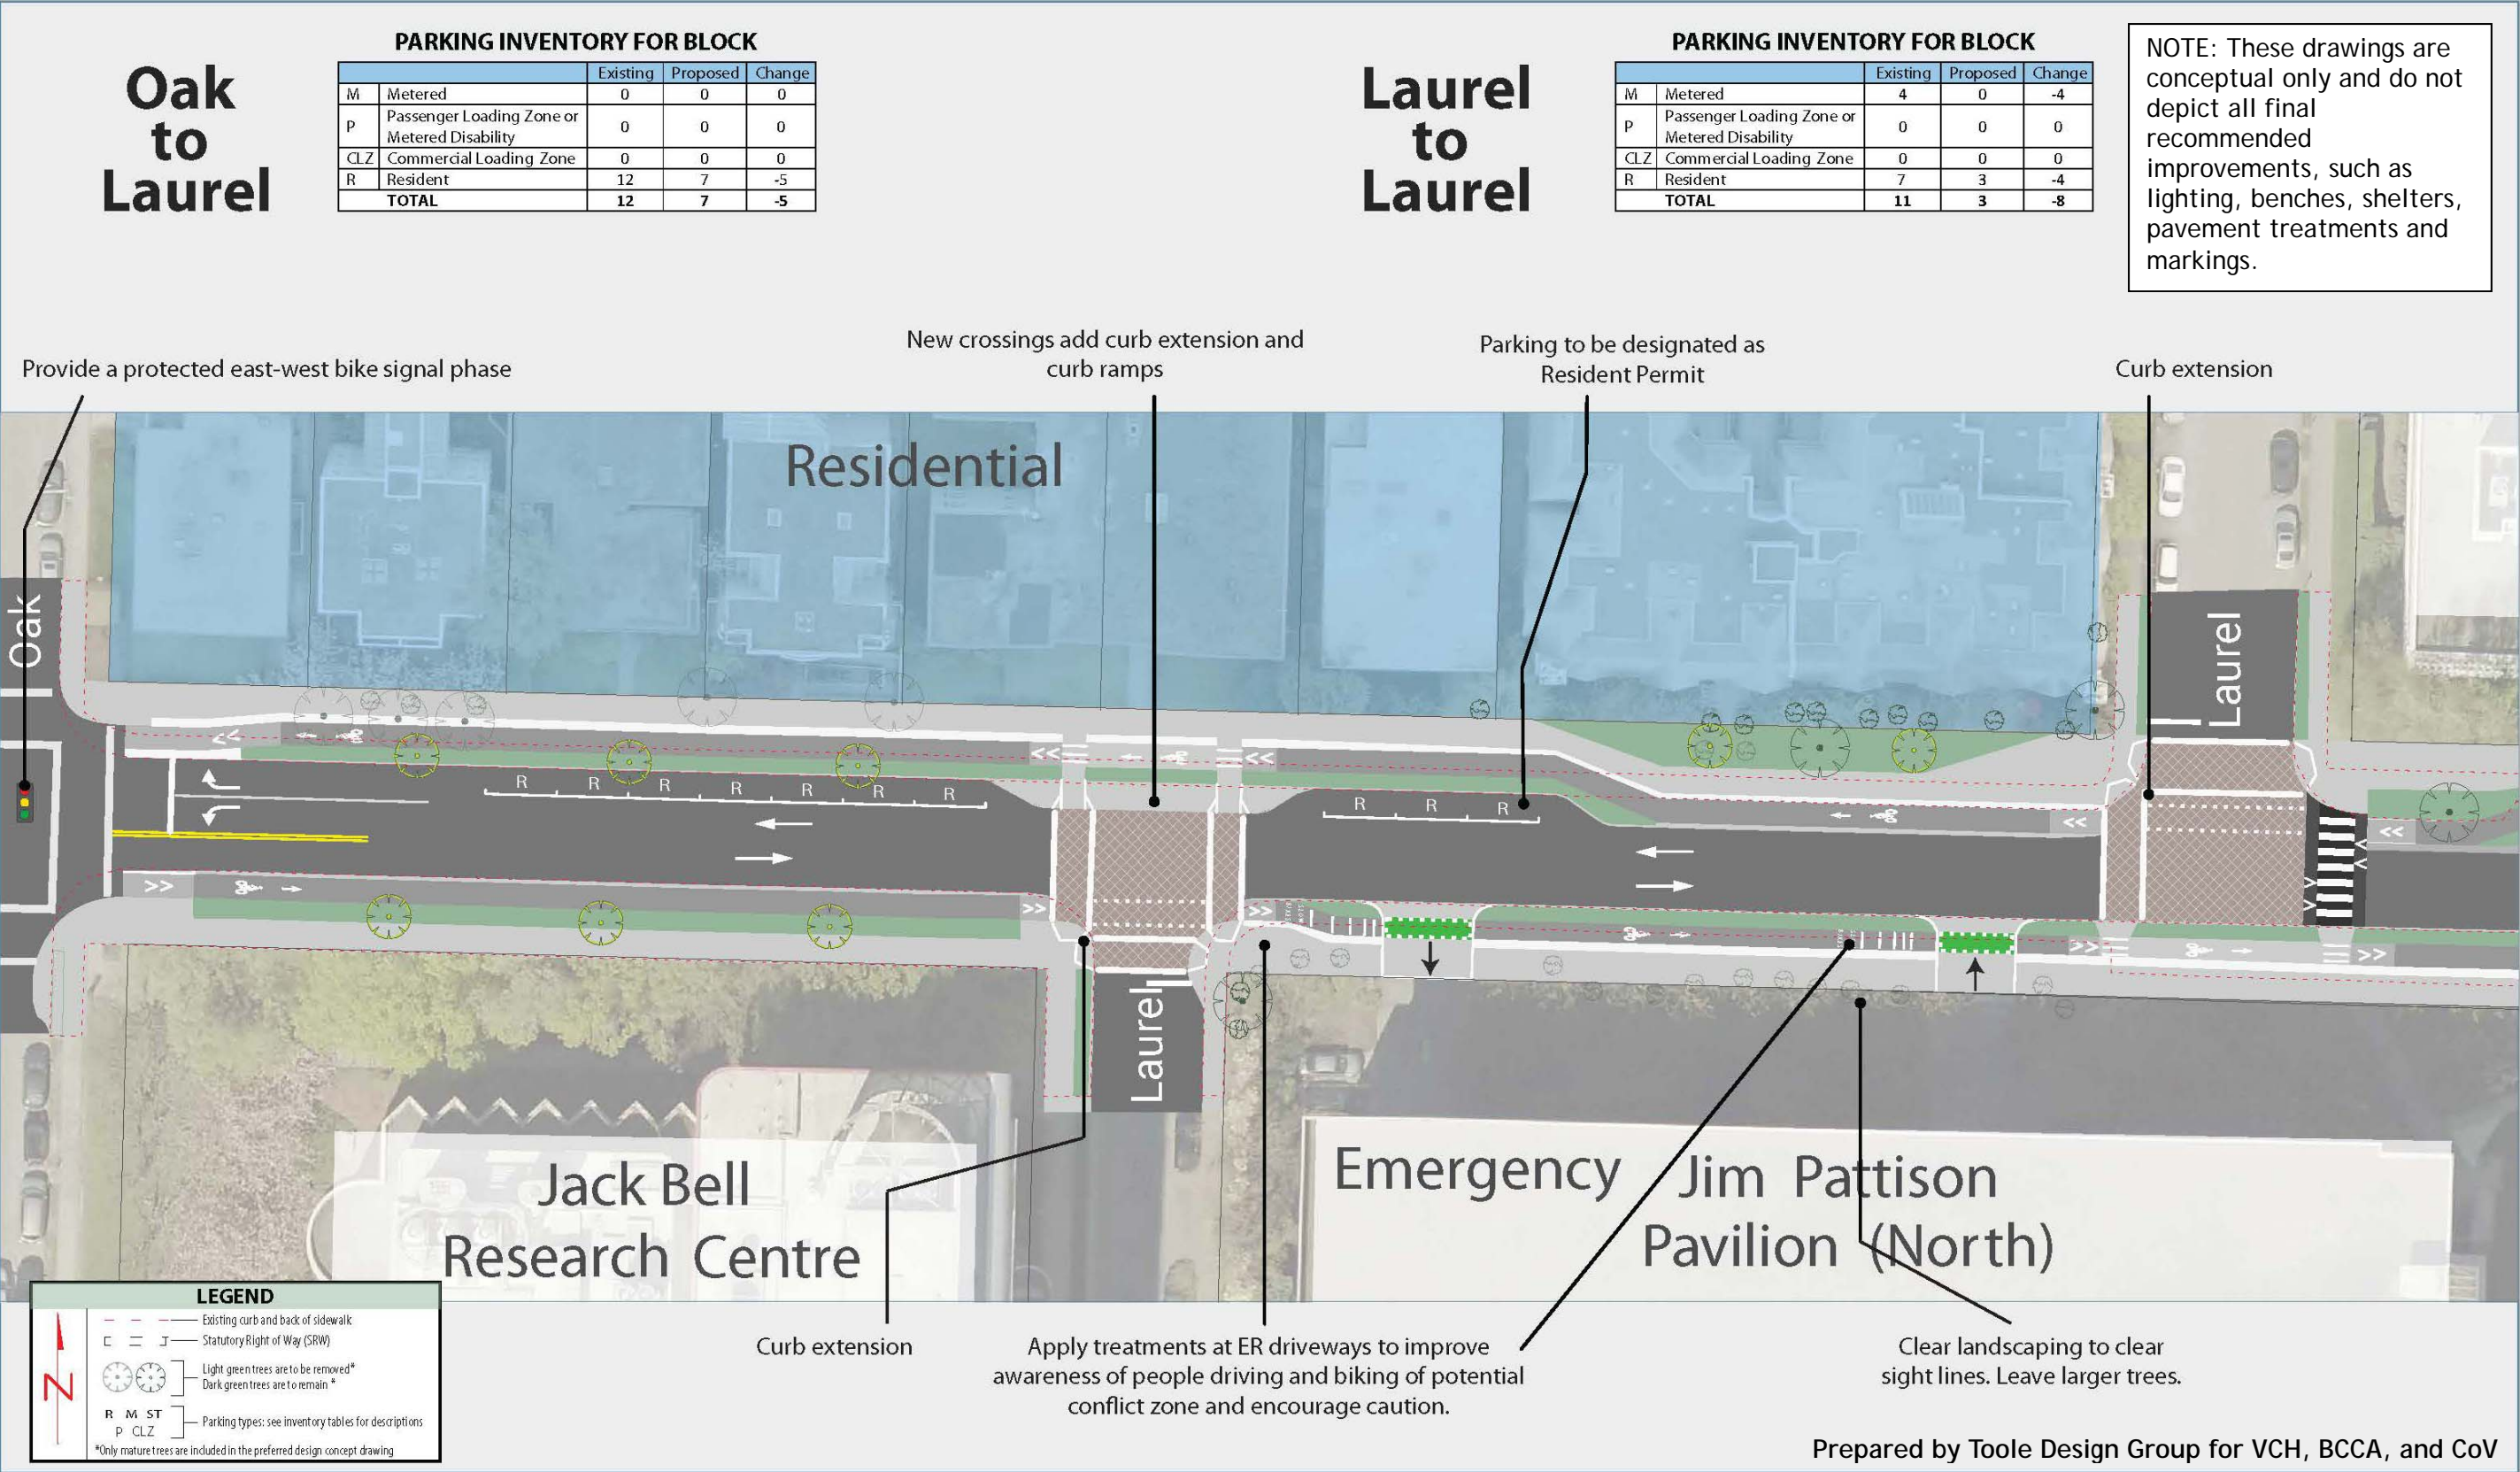 Oak
to
Laurel
PARKING INVENTORY FOR BLOCK
Existing Proposed Change
M Metered 0 0 0
P Passenger Loading Zone or
Metered Disability 0 0 0
CLZ Commercial Loading Zone 0 0 0
R Resident 12 7 -5
TOTAL 12 7 -5
Laurel
to
Laurel
PARKING INVENTORY FOR BLOCK
Existing Proposed Change
M Metered 4 0 -4
P Passenger Loading Zone or
Metered Disability 0 0 0
CLZ Commercial Loading Zone 0 0 0
R Resident 7 3 -4
TOTAL 11 3 -8
NOTE: These drawings are
conceptual only and do not
depict all final
recommended
improvements, such as
lighting, benches, shelters,
pavement treatments and
markings.
Provide a protected east-west bike signal phase
New crossings add curb extension and
curb ramps
Parking to be designated as
Resident Permit
Curb extension
Residential
Oak
Laurel
R R R R R R R
R R R
Laurel
Jack Bell
Research Centre
Emergency
Jim Pattison
Pavilion (North)
LEGEND
Existing curb and back of sidewalk
Statutory Right of Way (SRW)
Light green trees are to be removed*
Dark green trees are to remain *
R M ST
P CLZ
Parking types: see inventory tables for descriptions
*Only mature trees are included in the preferred design concept drawing
N
Curb extension
Apply treatments at ER driveways to improve
awareness of people driving and biking of potential
conflict zone and encourage caution.
Clear landscaping to clear
sight lines. Leave larger trees.
Prepared by Toole Design Group for VCH, BCCA, and CoV